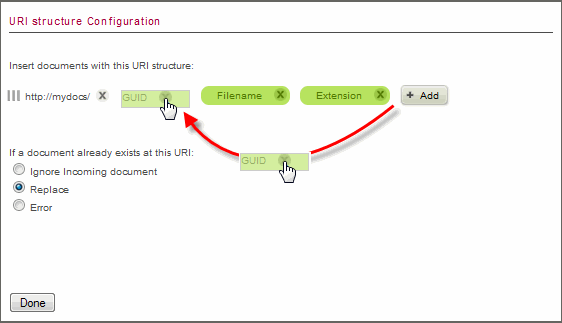 URI structure Configuration
Insert documents with this URI structure:
http://mydocs/ GUID Filename Extension + Add
GUID
If a document already exists at this URI:
Ignore Incoming document
Replace
Error
Done